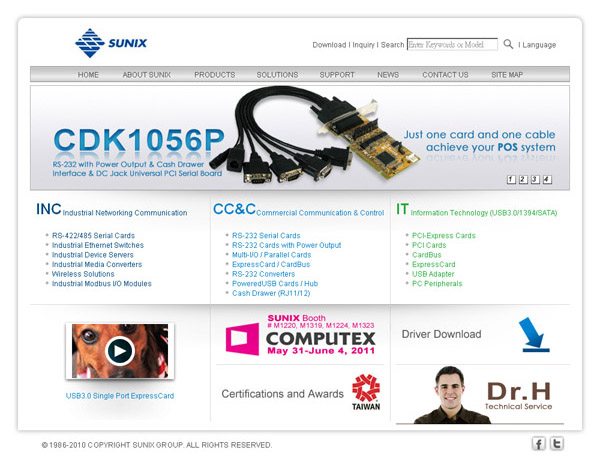 SUNIX
Download | Inquiry | Search Enter Keywords or Model | Language
HOME ABOUT SUNIX PRODUCTS SOLUTIONS SUPPORT NEWS CONTACT US SITE MAP
CDK1056P
RS-232 with Power Output & Cash Drawer
Interface & DC Jack Universal PCI Serial Board
Just one card and one cable
achieve your POS system
1 2 3 4
INC Industrial Networking Communication
RS-422/485 Serial Cards
Industrial Ethernet Switches
Industrial Device Servers
Industrial Media Converters
Wireless Solutions
Industrial Modbus I/O Modules
CC&C Commercial Communication & Control
RS-232 Serial Cards
RS-232 Cards with Power Output
Multi-I/O / Parallel Cards
ExpressCard / CardBus
RS-232 Converters
PoweredUSB Cards / Hub
Cash Drawer (RJ11/12)
IT Information Technology (USB3.0/1394/SATA)
PCI-Express Cards
PCI Cards
CardBus
ExpressCard
USB Adapter
PC Peripherals
USB3.0 Single Port ExpressCard
SUNIX Booth
# M1220, M1319, M1224, M1323
COMPUTEX
May 31-June 4, 2011
Certifications and Awards
TAIWAN
Driver Download
Dr.H
Technical Service
© 1986-2010 COPYRIGHT SUNIX GROUP. ALL RIGHTS RESERVED.